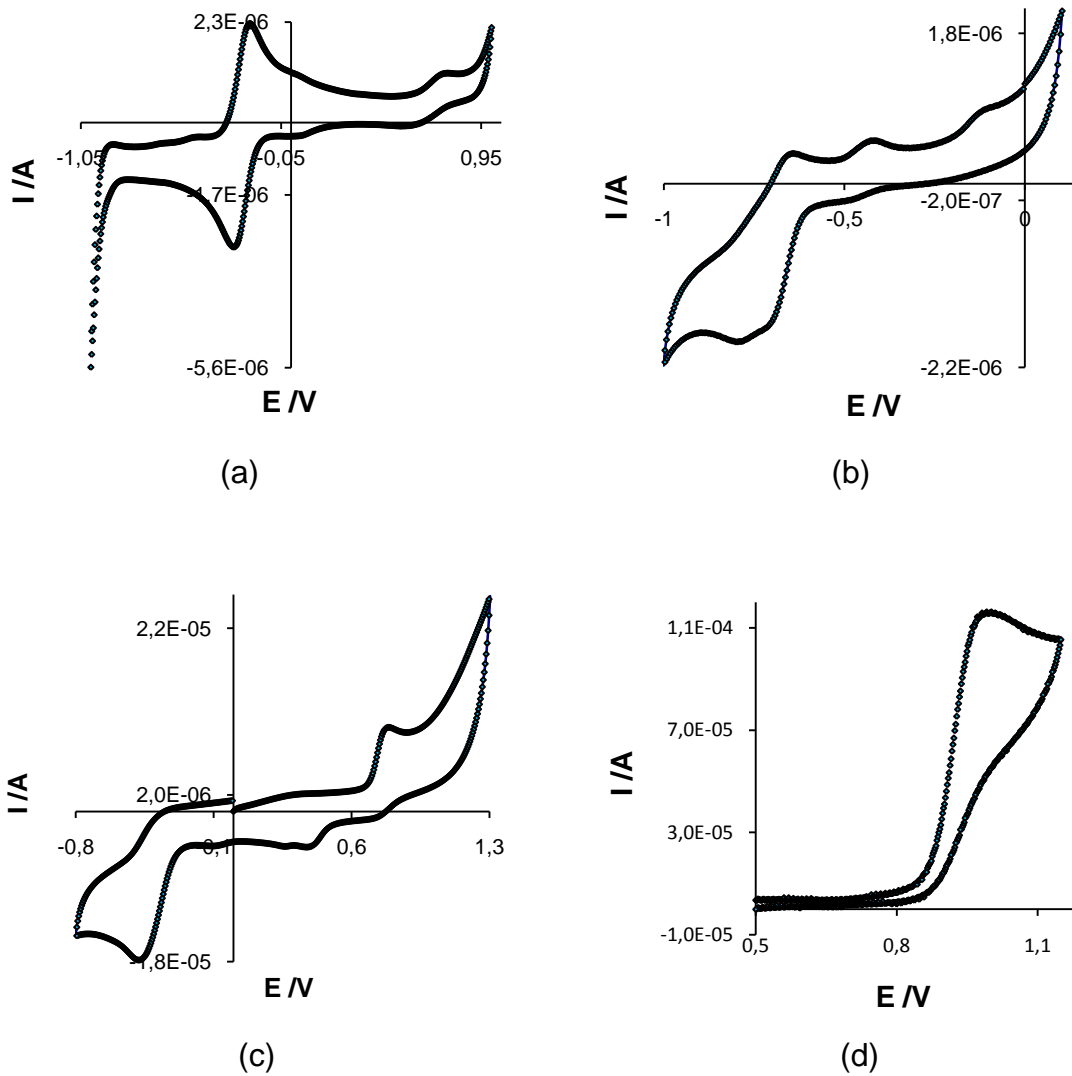 2,3E-06
-1,05
-0,05
0,95
-1,7E-06
-5,6E-06
I /A
E /V
(a)
1,8E-06
-1
-0,5
-2,0E-07
0
-2,2E-06
I /A
E /V
(b)
2,2E-05
2,0E-06
-0,8
-0,1
0,6
1,3
-1,8E-05
I /A
E /V
(c)
1,1E-04
7,0E-05
3,0E-05
-1,0E-05
0,5
0,8
1,1
I /A
E /V
(d)